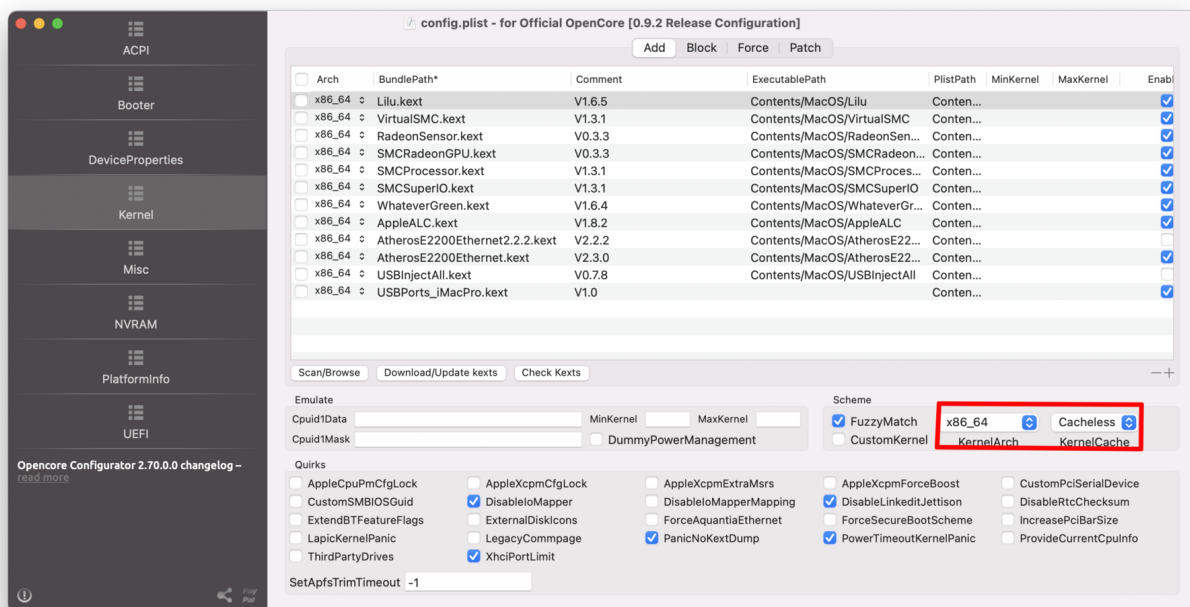 config.plist - for Official OpenCore [0.9.2 Release Configuration]
ACPI
Booter
DeviceProperties
Kernel
Misc
NVRAM
PlatformInfo
UEFI
Opencore Configurator 2.70.0.0 changelog –
read more
PayPal
Add Block Force Patch
Arch BundlePath* Comment ExecutablePath PlistPath MinKernel MaxKernel Enabl
x86_64 Lilu.kext V1.6.5 Contents/MacOS/Lilu Conten...
x86_64 VirtualSMC.kext V1.3.1 Contents/MacOS/VirtualSMC Conten...
x86_64 RadeonSensor.kext V0.3.3 Contents/MacOS/RadeonSen... Conten...
x86_64 SMCRadeonGPU.kext V0.3.3 Contents/MacOS/SMCRadeon... Conten...
x86_64 SMCProcessor.kext V1.3.1 Contents/MacOS/SMCProces... Conten...
x86_64 SMCSuperIO.kext V1.3.1 Contents/MacOS/SMCSuperIO Conten...
x86_64 WhateverGreen.kext V1.6.4 Contents/MacOS/WhateverGr... Conten...
x86_64 AppleALC.kext V1.8.2 Contents/MacOS/AppleALC Conten...
x86_64 AtherosE2200Ethernet2.2.2.kext V2.2.2 Contents/MacOS/AtherosE22... Conten...
x86_64 AtherosE2200Ethernet.kext V2.3.0 Contents/MacOS/AtherosE22... Conten...
x86_64 USBInjectAll.kext V0.7.8 Contents/MacOS/USBInjectAll Conten...
x86_64 USBPorts_iMacPro.kext V1.0 Conten...
Scan/Browse Download/Update kexts Check Kexts
Emulate
Cpuid1Data MinKernel MaxKernel
Cpuid1Mask DummyPowerManagement
Scheme
FuzzyMatch x86_64 Cacheless
CustomKernel KernelArch KernelCache
Quirks
AppleCpuPmCfgLock AppleXcpmCfgLock AppleXcpmExtraMsrs AppleXcpmForceBoost CustomPciSerialDevice
CustomSMBIOSGuid DisableIoMapper DisableIoMapperMapping DisableLinkeditJettison DisableRtcChecksum
ExtendBTFeatureFlags ExternalDiskIcons ForceAquantiaEthernet ForceSecureBootScheme IncreasePciBarSize
LapicKernelPanic LegacyCommpage PanicNoKextDump PowerTimeoutKernelPanic ProvideCurrentCpuInfo
ThirdPartyDrives XhciPortLimit
SetApfsTrimTimeout -1